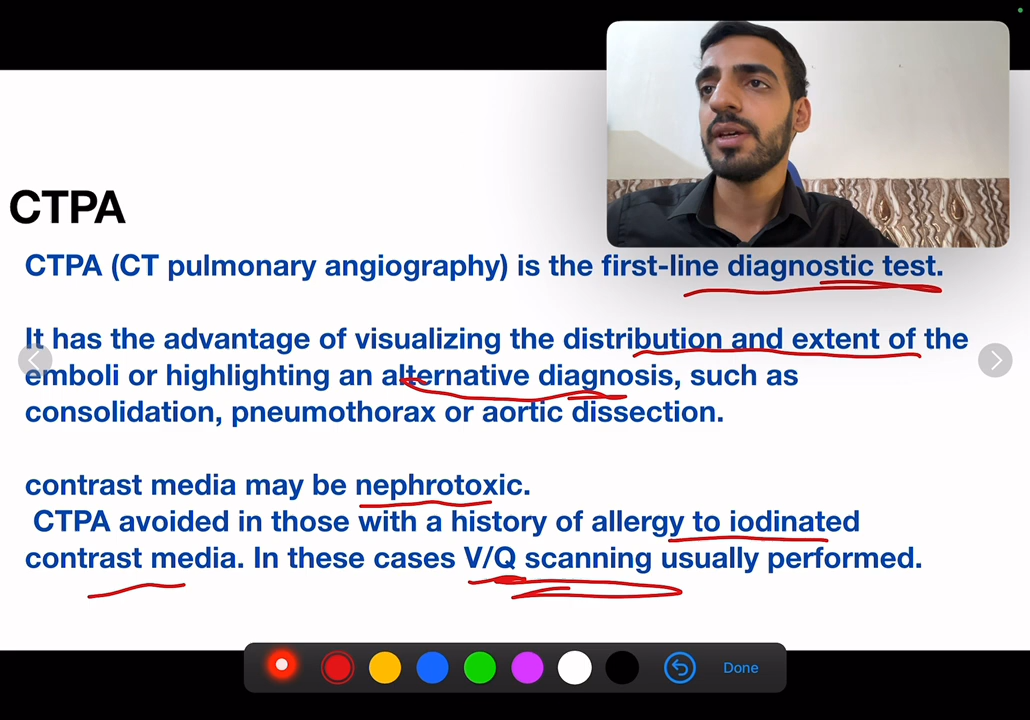 CTPA
CTPA (CT pulmonary angiography) is the first-line diagnostic test.
It has the advantage of visualizing the distribution and extent of the
emboli or highlighting an alternative diagnosis, such as
consolidation, pneumothorax or aortic dissection.
contrast media may be nephrotoxic.
CTPA avoided in those with a history of allergy to iodinated
contrast media. In these cases V/Q scanning usually performed.
Done